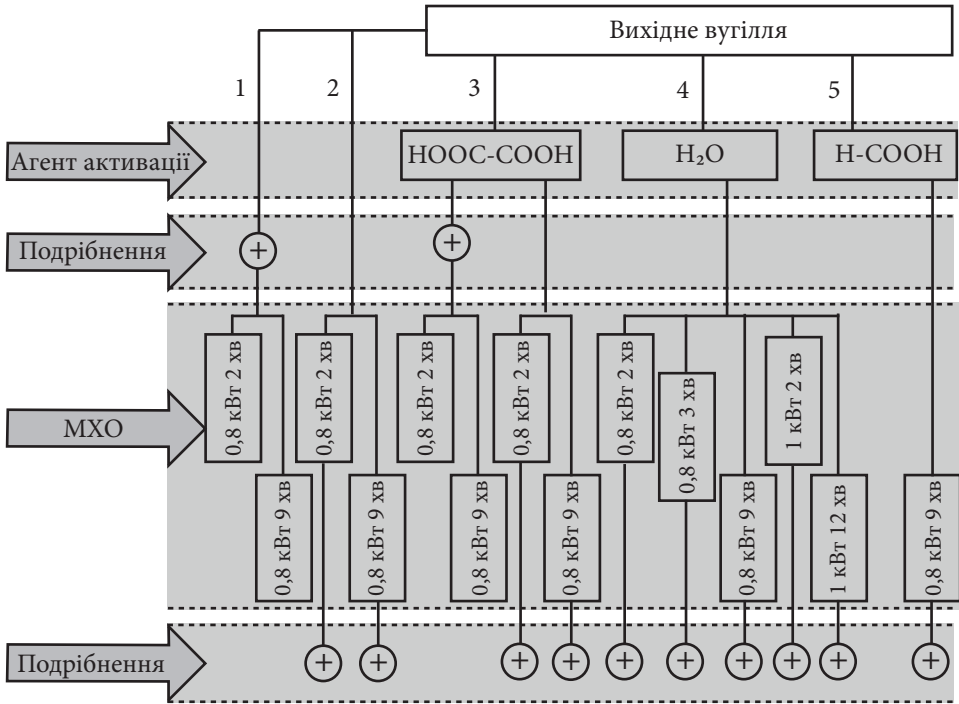 Вихідне вугілля
1
2
3
4
5
Агент активації
HOOC-COOH
H₂O
H-COOH
Подрібнення
+
+
МХО
0,8 кВт 2 хв
0,8 кВт 9 хв
0,8 кВт 2 хв
0,8 кВт 9 хв
0,8 кВт 2 хв
0,8 кВт 9 хв
0,8 кВт 2 хв
0,8 кВт 9 хв
0,8 кВт 2 хв
0,8 кВт 3 хв
0,8 кВт 9 хв
1 кВт 2 хв
1 кВт 12 хв
0,8 кВт 9 хв
Подрібнення
+
+
+
+
+
+
+
+
+
+